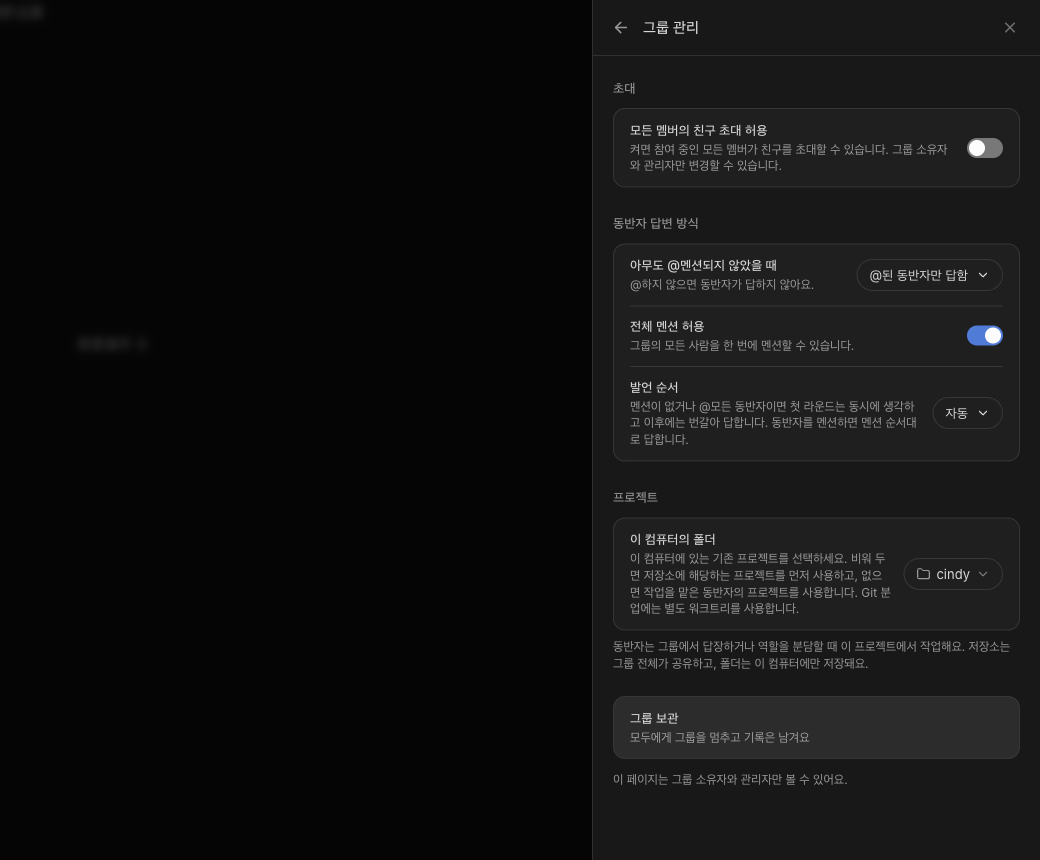 그룹 관리
초대
모든 멤버의 친구 초대 허용
켜면 참여 중인 모든 멤버가 친구를 초대할 수 있습니다. 그룹 소유자
와 관리자만 변경할 수 있습니다.
동반자 답변 방식
아무도 @멘션되지 않았을 때
@하지 않으면 동반자가 답하지 않아요.
@된 동반자만 답함
전체 멘션 허용
그룹의 모든 사람을 한 번에 멘션할 수 있습니다.
발언 순서
멘션이 없거나 @모든 동반자이면 첫 라운드는 동시에 생각하
고 이후에는 번갈아 답합니다. 동반자를 멘션하면 멘션 순서대
로 답합니다.
자동
프로젝트
이 컴퓨터의 폴더
이 컴퓨터에 있는 기존 프로젝트를 선택하세요. 비워 두
면 저장소에 해당하는 프로젝트를 먼저 사용하고, 없으
면 작업을 맡은 동반자의 프로젝트를 사용합니다. Git 분
업에는 별도 워크트리를 사용합니다.
cindy
동반자는 그룹에서 답장하거나 역할을 분담할 때 이 프로젝트에서 작업해요. 저장소는
그룹 전체가 공유하고, 폴더는 이 컴퓨터에만 저장돼요.
그룹 보관
모두에게 그룹을 멈추고 기록은 남겨요
이 페이지는 그룹 소유자와 관리자만 볼 수 있어요.